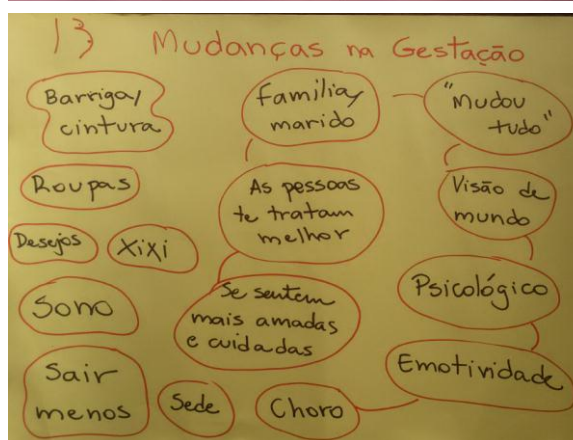 13 Mudanças na Gestação
Barriga/
cintura
família/
marido
"Mudou
tudo"
Roupas
As pessoas
te tratam
melhor
Visão de
mundo
Desejos
Xixi
Sono
Se sentem
mais amadas
e cuidadas
Psicológico
Sair
menos
Sede
Choro
Emotividade